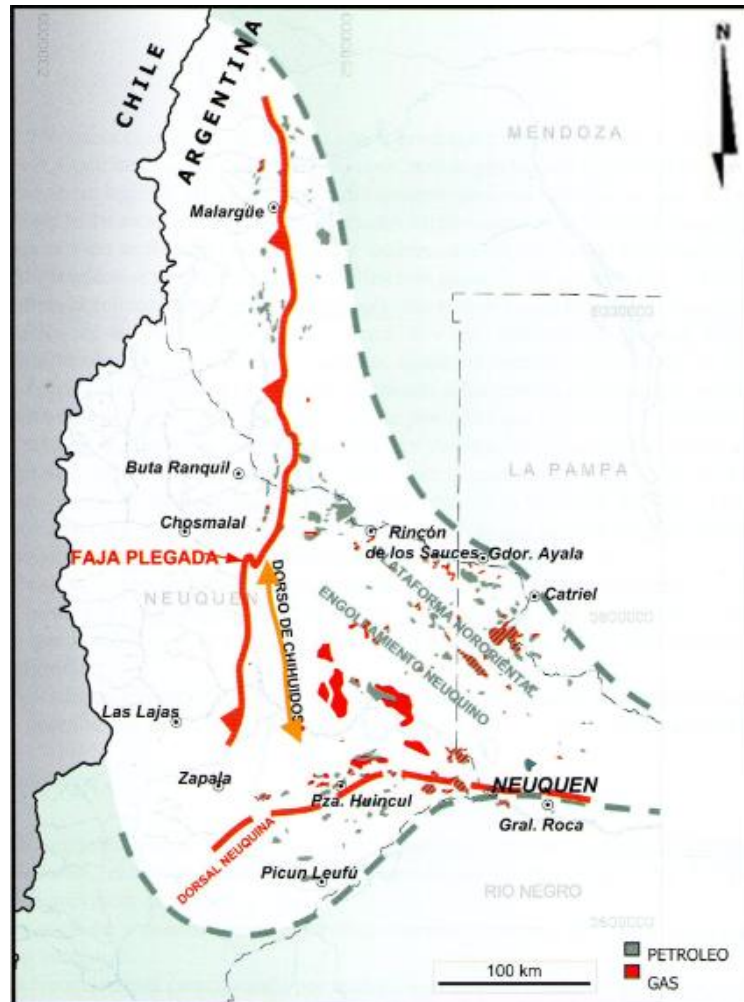 N
CHILE
ARGENTINA
MENDOZA
Malargüe
LA PAMPA
Buta Ranquil
Chosmalal
Rincón
de los Sauces
Gdor. Ayala
FAJA PLEGADA
NEUQUEN
Catriel
DORSO DE CHIHUIDOS
PLATAFORMA NORORIENTAL
ENGOLFAMIENTO NEUQUINO
Las Lajas
Zapala
Pza. Huincul
NEUQUEN
Gral. Roca
DORSAL NEUQUINA
Picun Leufú
RIO NEGRO
PETROLEO
GAS
100 km